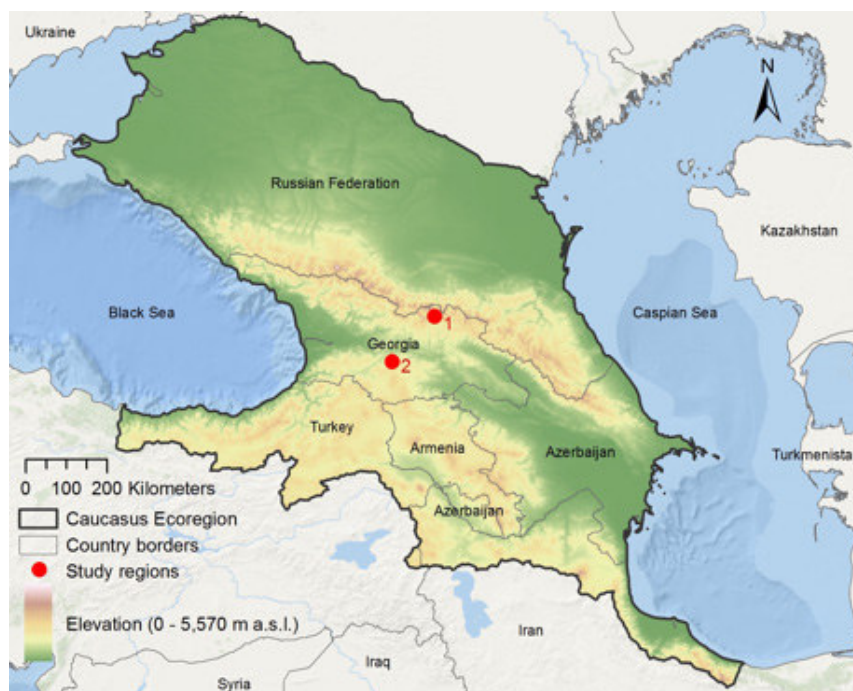 Ukraine
N
Russian Federation
Kazakhstan
Black Sea
Caspian Sea
1
Georgia
2
Turkey
Armenia
Azerbaijan
Turkmenista
0 100 200 Kilometers
Azerbaijan
Caucasus Ecoregion
Country borders
Study regions
Elevation (0 - 5,570 m a.s.l.)
Iran
Iraq
Syria